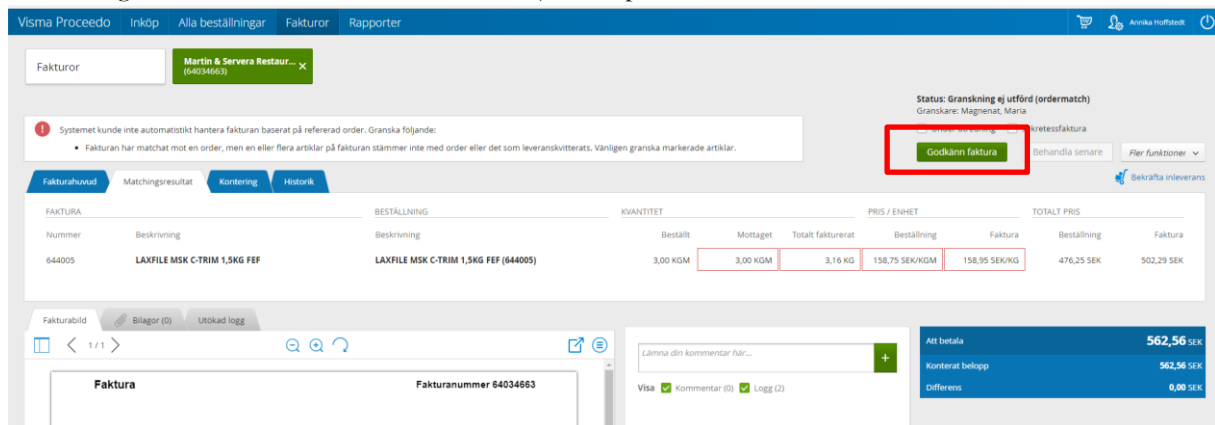 Visma Proceedo Inköp Alla beställningar Fakturor Rapporter Annika Hoffstedt
Fakturor
Martin & Servera Restaur... ×
(64034663)
Status: Granskning ej utförd (ordermatch)
Granskare: Magnenat, Maria
kretessfaktura
Systemet kunde inte automatistikt hantera fakturan baserat på refererad order. Granska följande:
• Fakturan har matchat mot en order, men en eller flera artiklar på fakturan stämmer inte med order eller det som leveranskvitterats. Vänligen granska markerade artiklar.
Godkänn faktura Behandla senare Fler funktioner
Bekräfta inleverans
Fakturahuvud Matchingsresultat Kontering Historik
FAKTURA BESTÄLLNING KVANTITET PRIS / ENHET TOTALT PRIS
Nummer Beskrivning Beskrivning Beställt Mottaget Totalt fakturerat Beställning Faktura Beställning Faktura
644005 LAXFILE MSK C-TRIM 1,5KG FEF LAXFILE MSK C-TRIM 1,5KG FEF (644005) 3,00 KGM 3,00 KGM 3,16 KG 158,75 SEK/KGM 158,95 SEK/KG 476,25 SEK 502,29 SEK
Fakturabild Bilagor (0) Utökad logg
1/1
Lämna din kommentar här... +
Visa Kommentar (0) Logg (2)
Att betala 562,56 SEK
Konterat belopp 562,56 SEK
Differens 0,00 SEK
Faktura Fakturanummer 64034663